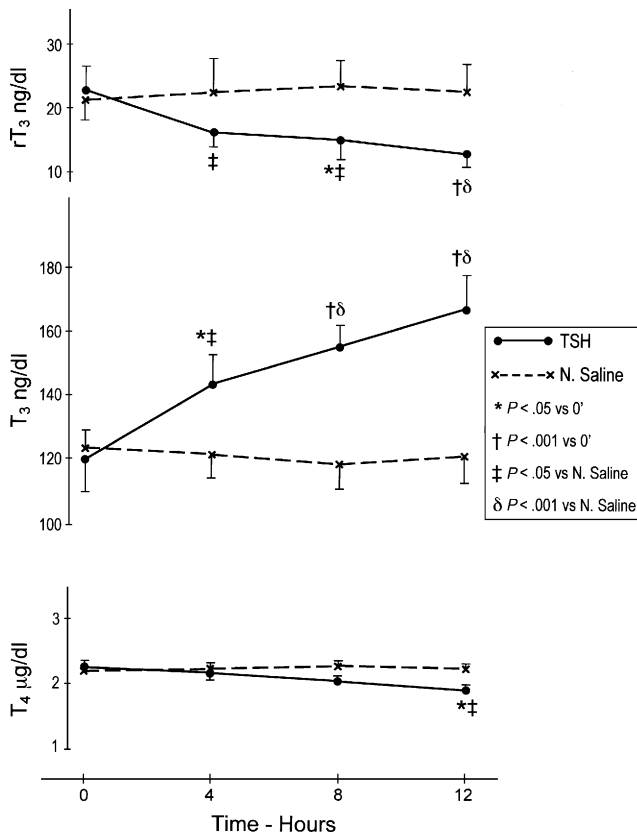 30
20
10
rT3 ng/dl
‡
*‡
†δ
180
160
140
120
100
T3 ng/dl
*‡
†δ
†δ
TSH
N. Saline
* P < .05 vs 0'
† P < .001 vs 0'
‡ P < .05 vs N. Saline
δ P < .001 vs N. Saline
3
2
1
T4 μg/dl
*‡
0 4 8 12
Time - Hours